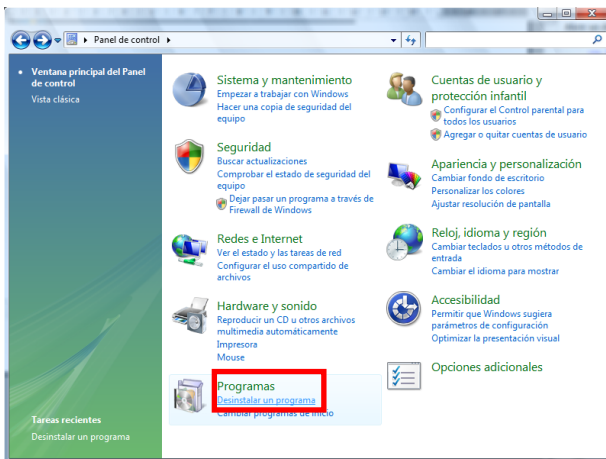 Panel de control
Ventana principal del Panel
de control
Vista clásica
Sistema y mantenimiento
Empezar a trabajar con Windows
Hacer una copia de seguridad del
equipo
Seguridad
Buscar actualizaciones
Comprobar el estado de seguridad del
equipo
Dejar pasar un programa a través de
Firewall de Windows
Redes e Internet
Ver el estado y las tareas de red
Configurar el uso compartido de
archivos
Hardware y sonido
Reproducir un CD u otros archivos
multimedia automáticamente
Impresora
Mouse
Programas
Desinstalar un programa
Cambiar programas de inicio
Cuentas de usuario y
protección infantil
Configurar el Control parental para
todos los usuarios
Agregar o quitar cuentas de usuario
Apariencia y personalización
Cambiar fondo de escritorio
Personalizar los colores
Ajustar resolución de pantalla
Reloj, idioma y región
Cambiar teclados u otros métodos de
entrada
Cambiar el idioma para mostrar
Accesibilidad
Permitir que Windows sugiera
parámetros de configuración
Optimizar la presentación visual
Opciones adicionales
Tareas recientes
Desinstalar un programa